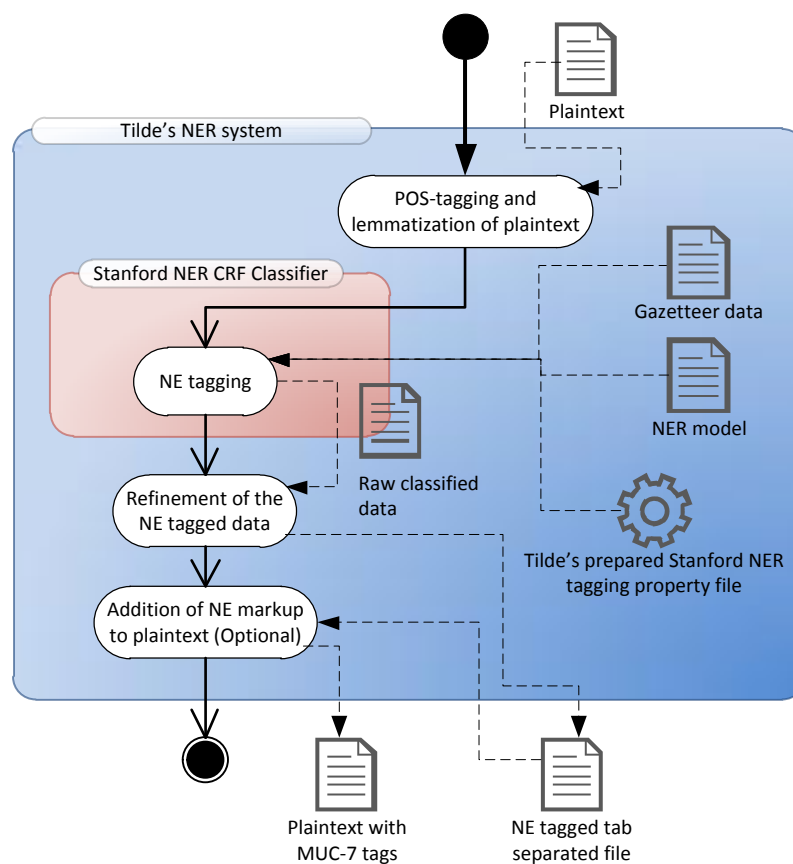 Plaintext
Tilde's NER system
POS-tagging and
lemmatization of plaintext
Stanford NER CRF Classifier
Gazetteer data
NE tagging
NER model
Raw classified
data
Refinement of the
NE tagged data
Tilde's prepared Stanford NER
tagging property file
Addition of NE markup
to plaintext (Optional)
Plaintext with
MUC-7 tags
NE tagged tab
separated file